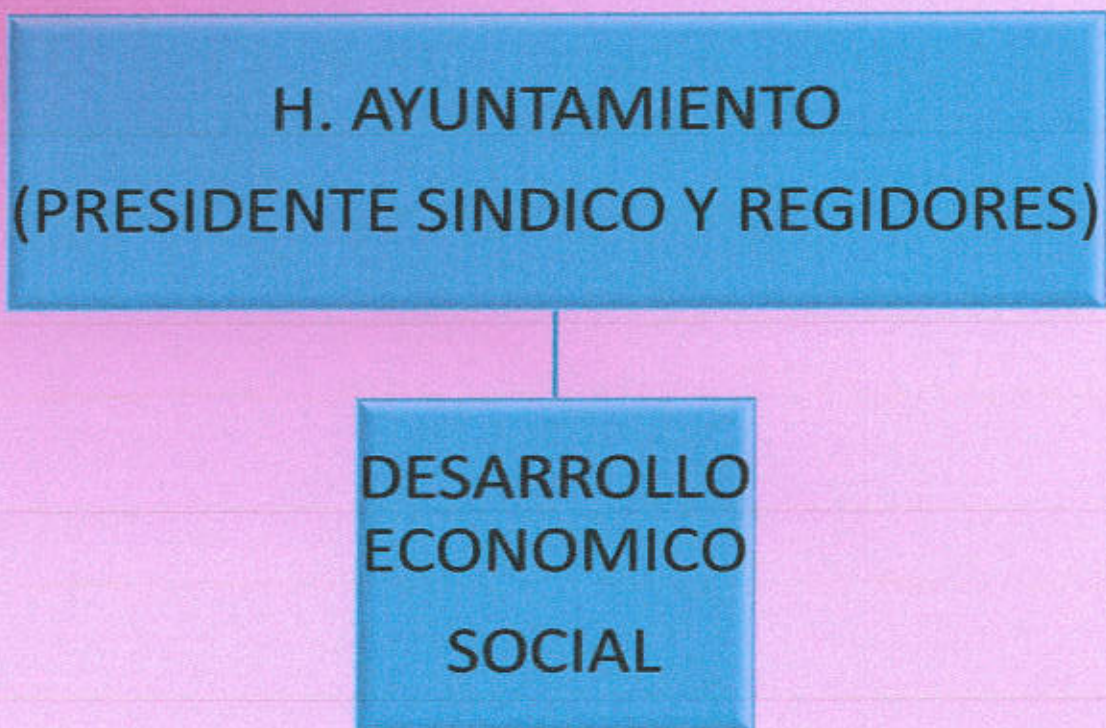 H. AYUNTAMIENTO
(PRESIDENTE SINDICO Y REGIDORES)
DESARROLLO
ECONOMICO
SOCIAL